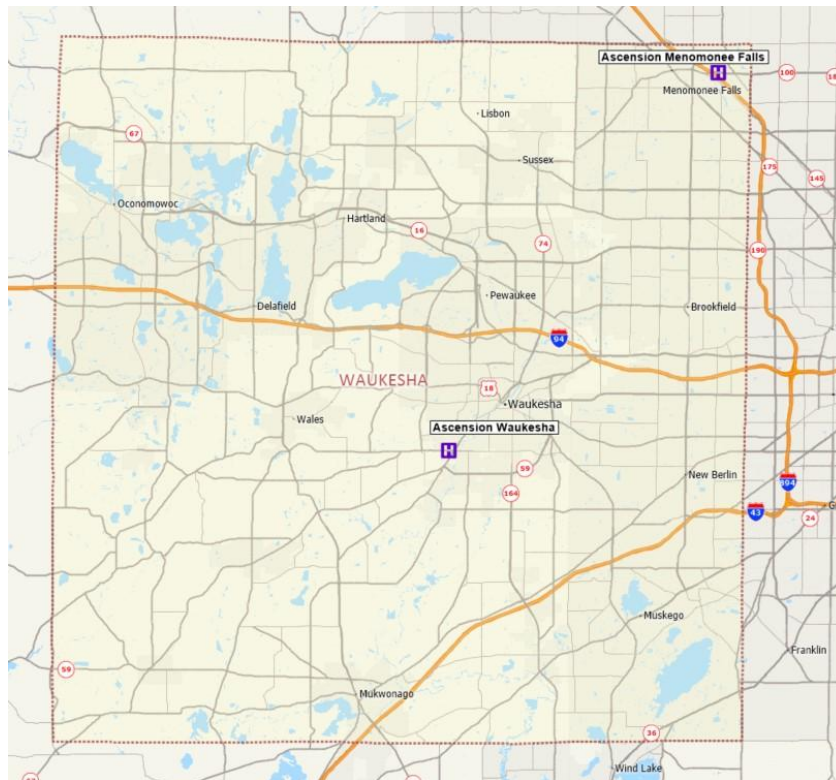 Ascension Menomonee Falls
H
100
Menomonee Falls
67
Lisbon
Sussex
175
145
Oconomowoc
Hartland
16
74
190
Pewaukee
Delafield
Brookfield
94
WAUKESHA
18
Waukesha
Wales
Ascension Waukesha
H
59
New Berlin
164
894
43
24
Muskego
Franklin
59
Mukwonago
36
Wind Lake